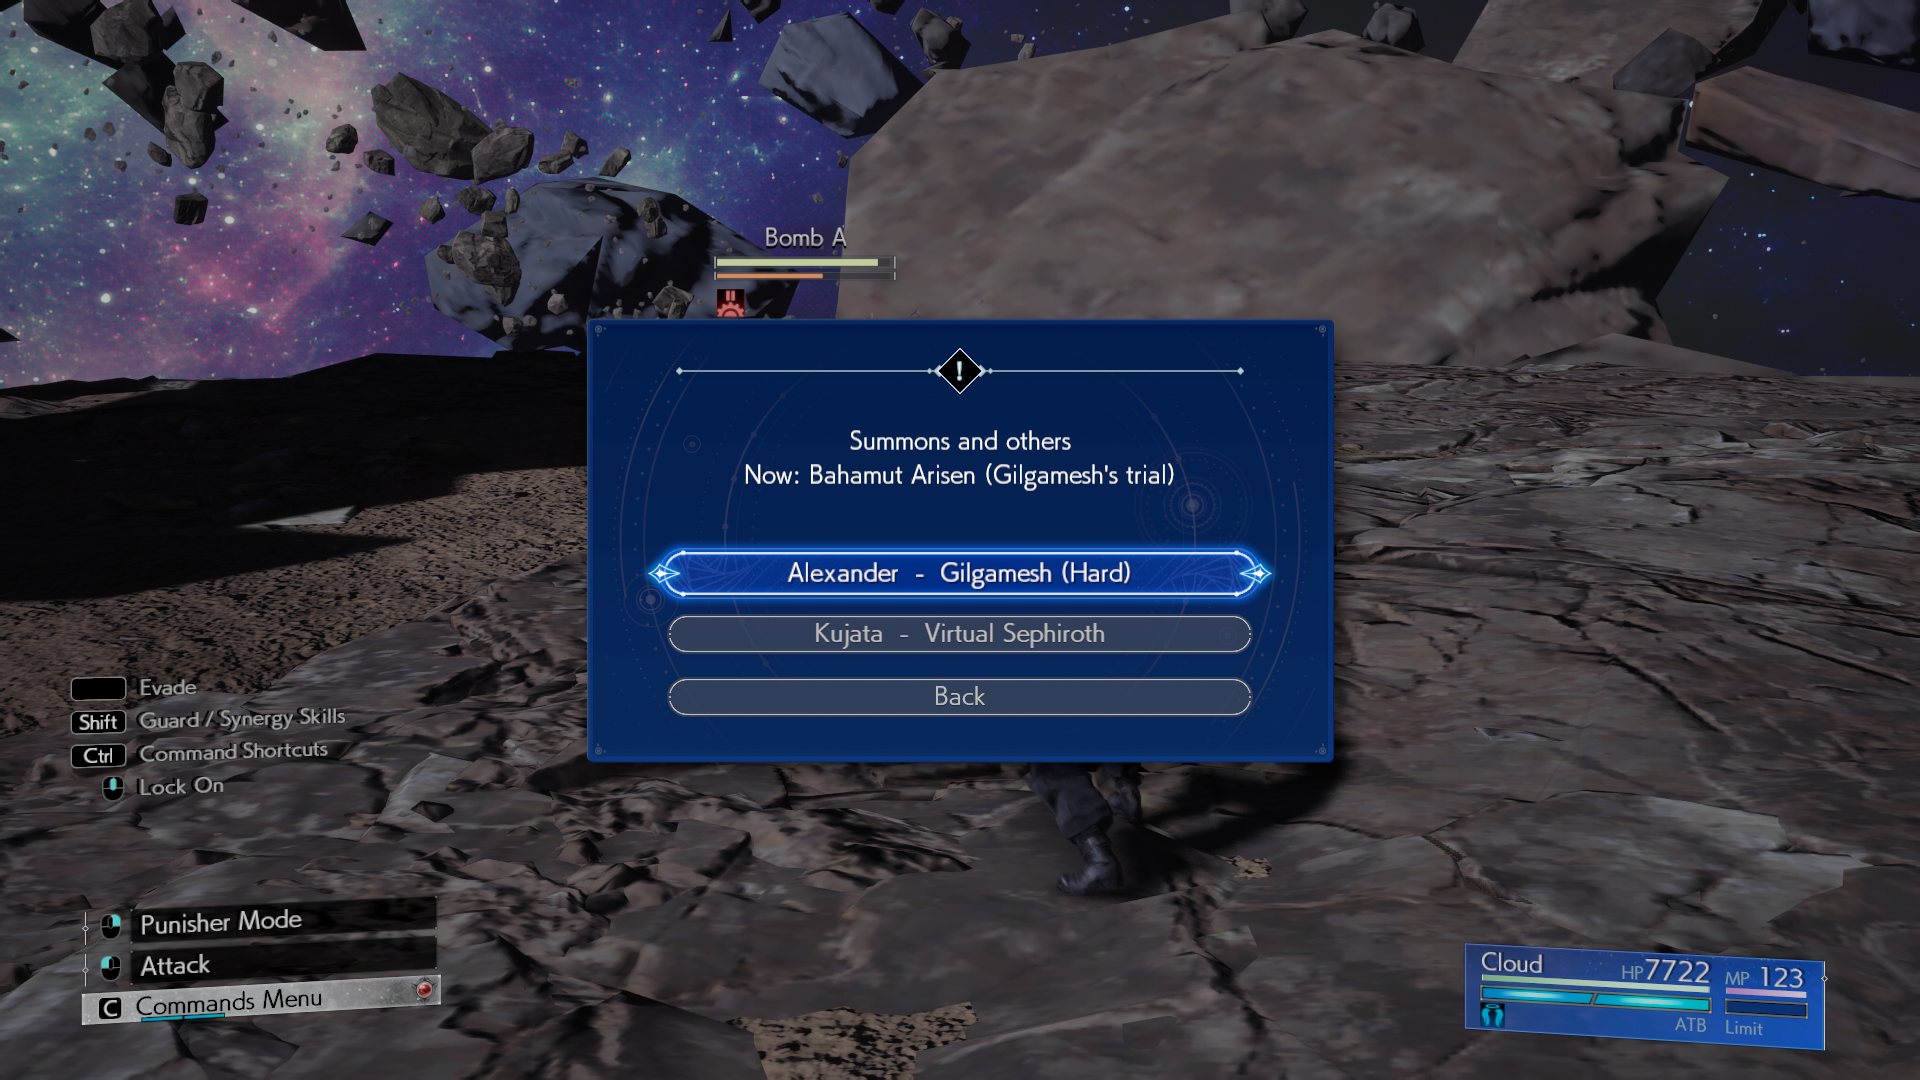 Bomb A
!
Summons and others
Now: Bahamut Arisen (Gilgamesh's trial)
Alexander - Gilgamesh (Hard)
Kujata - Virtual Sephiroth
Back
Evade
Shift Guard / Synergy Skills
Ctrl Command Shortcuts
Lock On
Punisher Mode
Attack
C Commands Menu
Cloud HP 7722 MP 123
ATB Limit